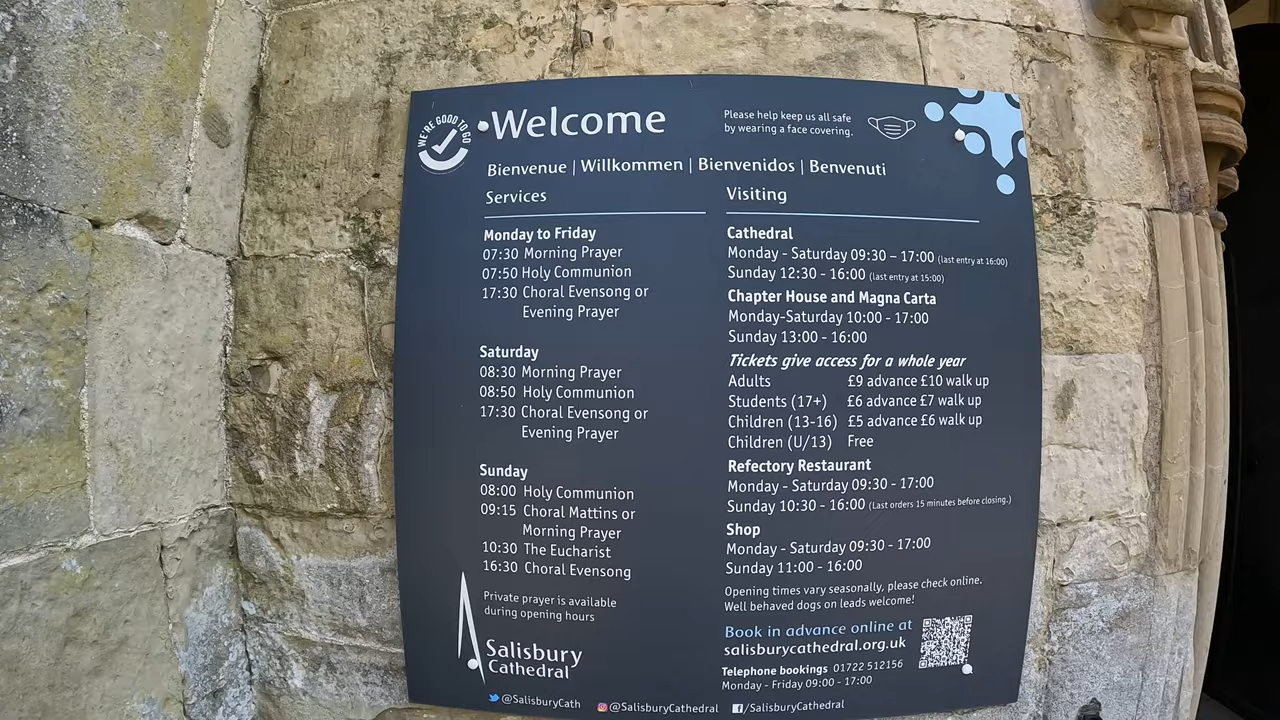 WE'RE GOOD TO GO
Welcome
Please help keep us all safe
by wearing a face covering.
Bienvenue | Willkommen | Bienvenidos | Benvenuti
Services
Monday to Friday
07:30 Morning Prayer
07:50 Holy Communion
17:30 Choral Evensong or
Evening Prayer
Saturday
08:30 Morning Prayer
08:50 Holy Communion
17:30 Choral Evensong or
Evening Prayer
Sunday
08:00 Holy Communion
09:15 Choral Mattins or
Morning Prayer
10:30 The Eucharist
16:30 Choral Evensong
Private prayer is available
during opening hours
Salisbury
Cathedral
Visiting
Cathedral
Monday - Saturday 09:30 – 17:00 (last entry at 16:00)
Sunday 12:30 - 16:00 (last entry at 15:00)
Chapter House and Magna Carta
Monday-Saturday 10:00 - 17:00
Sunday 13:00 - 16:00
Tickets give access for a whole year
Adults £9 advance £10 walk up
Students (17+) £6 advance £7 walk up
Children (13-16) £5 advance £6 walk up
Children (U/13) Free
Refectory Restaurant
Monday - Saturday 09:30 - 17:00
Sunday 10:30 - 16:00 (Last orders 15 minutes before closing.)
Shop
Monday - Saturday 09:30 - 17:00
Sunday 11:00 - 16:00
Opening times vary seasonally, please check online.
Well behaved dogs on leads welcome!
Book in advance online at
salisburycathedral.org.uk
Telephone bookings 01722 512156
Monday - Friday 09:00 - 17:00
@SalisburyCath @SalisburyCathedral /SalisburyCathedral